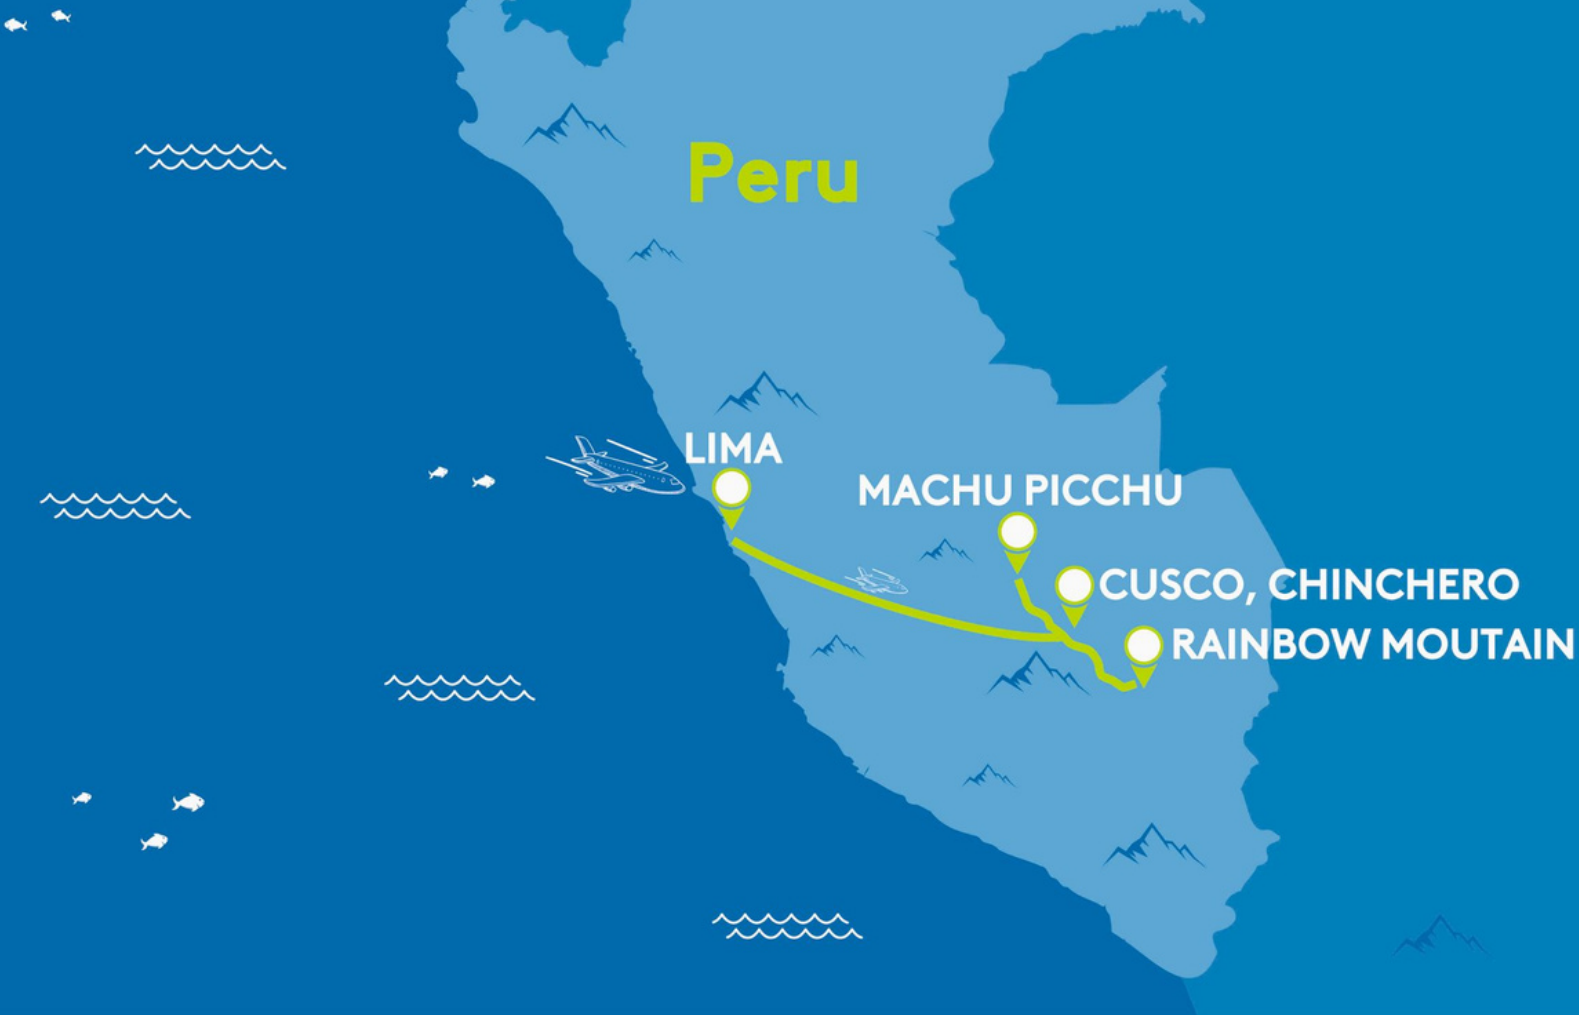 Peru
LIMA
MACHU PICCHU
CUSCO, CHINCHERO
RAINBOW MOUTAIN